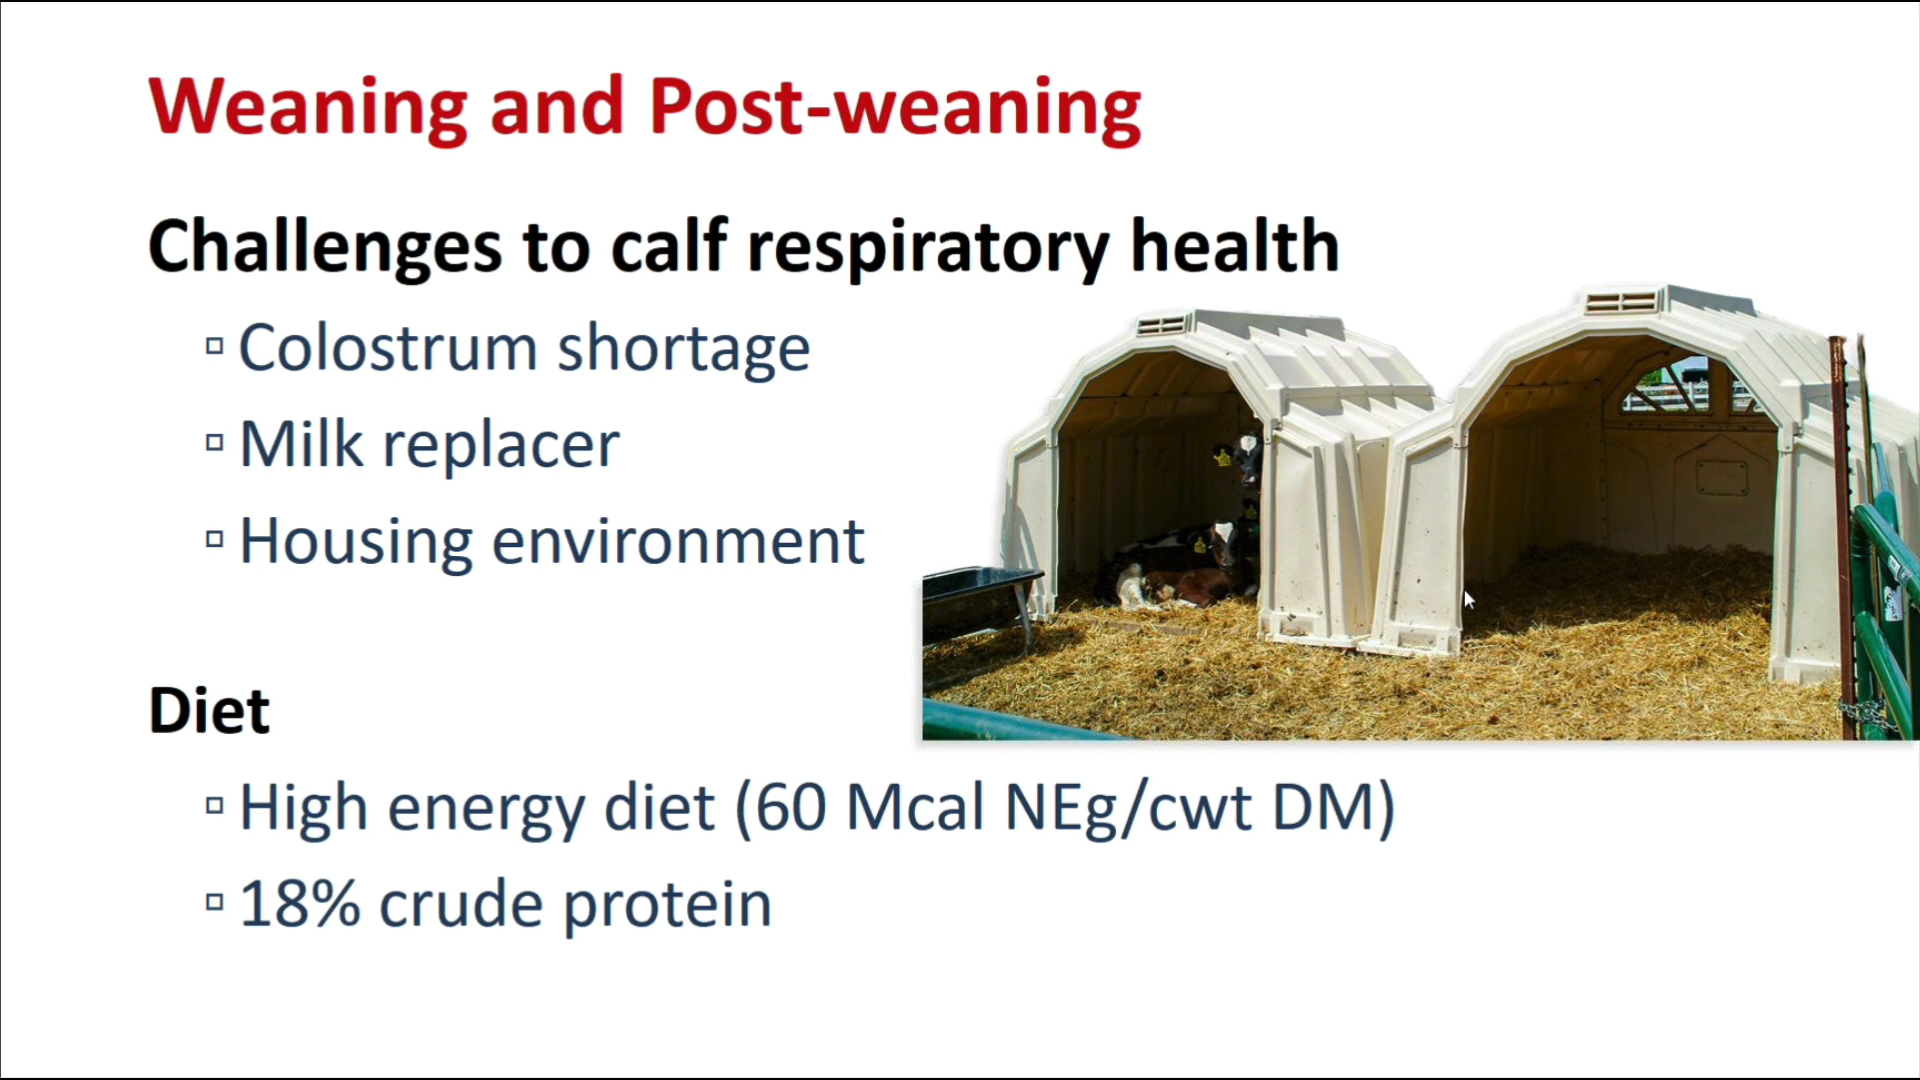 Weaning and Post-weaning
Challenges to calf respiratory health
▫ Colostrum shortage
▫ Milk replacer
▫ Housing environment
Diet
▫ High energy diet (60 Mcal NEg/cwt DM)
▫ 18% crude protein